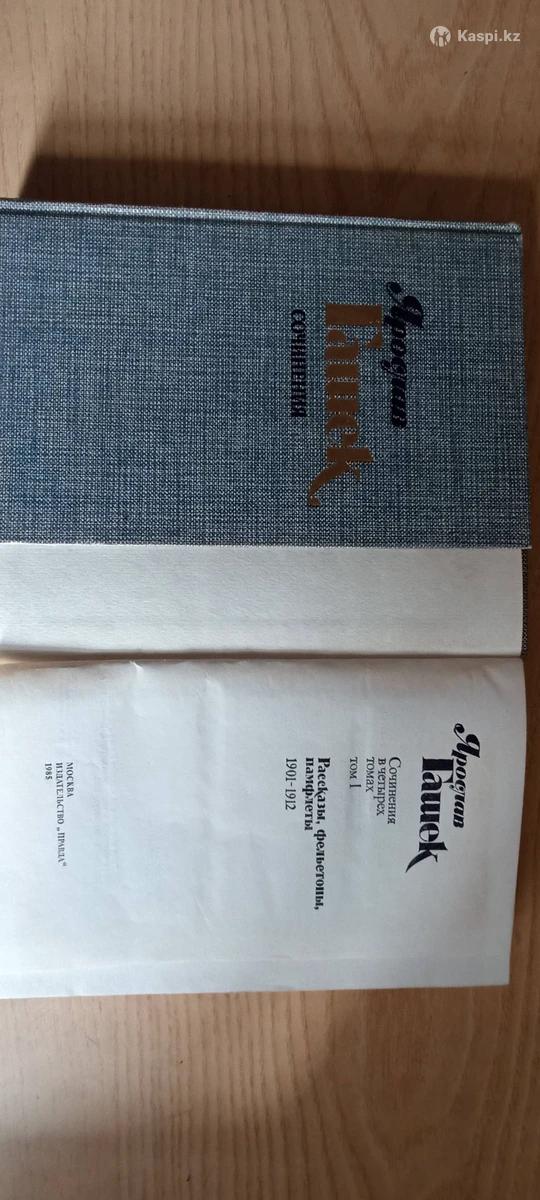 Kaspi.kz
Ярослав
Гашек
СОЧИНЕНИЯ
Ярослав
Гашек
Сочинения
в четырех
томах
том 1
Рассказы, фельетоны,
памфлеты
1901-1912
МОСКВА
ИЗДАТЕЛЬСТВО „ПРАВДА“
1985